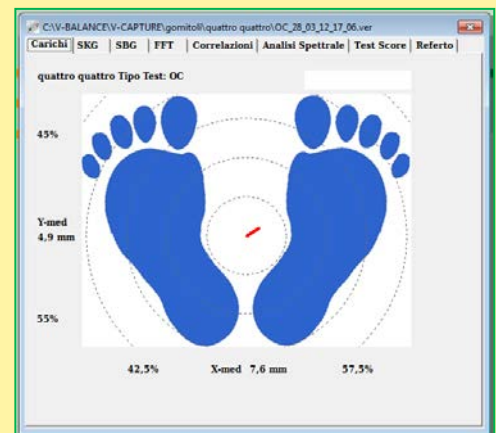 C:\V-BALANCE\V-CAPTURE\gomitoli\quattro quattro\OC_28_03_12_17_06.ver
Carichi SKG SBG FFT Correlazioni Analisi Spettrale Test Score Referto
quattro quattro Tipo Test: OC
45%
Y-med
4,9 mm
55%
42,5% X-med 7,6 mm 57,5%